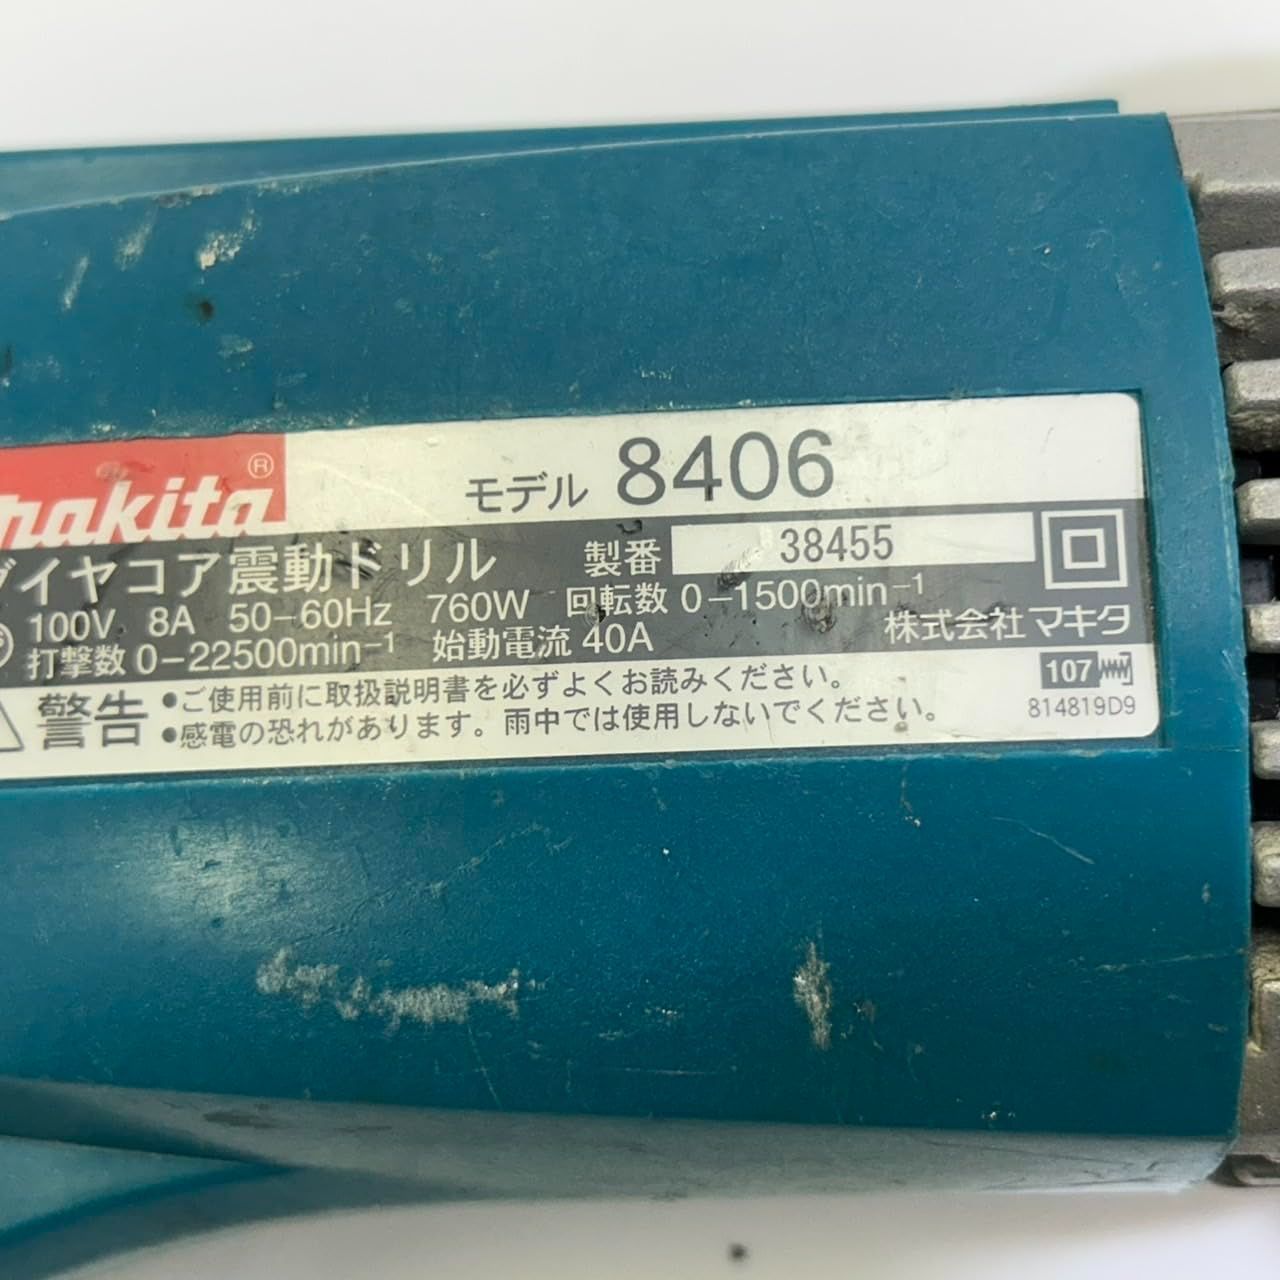 makita®
モデル 8406
ダイヤコア震動ドリル 製番 38455
100V 8A 50-60Hz 760W 回転数 0-1500min-1
打撃数 0-22500min-1 始動電流 40A 株式会社 マキタ
警告 •ご使用前に取扱説明書を必ずよくお読みください。
•感電の恐れがあります。雨中では使用しないでください。
107
814819D9